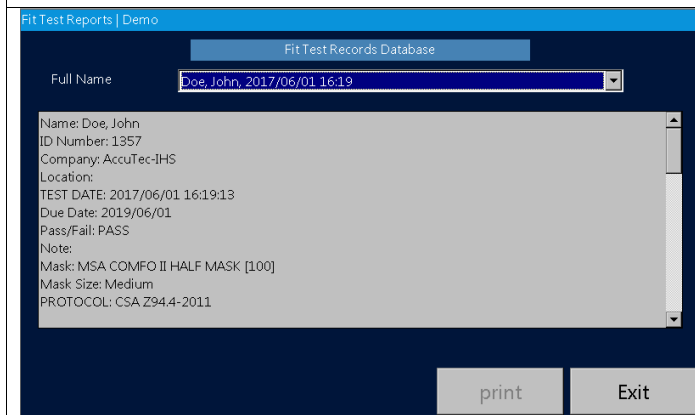 Fit Test Reports | Demo
Fit Test Records Database
Full Name
Doe, John, 2017/06/01 16:19
Name: Doe, John
ID Number: 1357
Company: AccuTec-IHS
Location:
TEST DATE: 2017/06/01 16:19:13
Due Date: 2019/06/01
Pass/Fail: PASS
Note:
Mask: MSA COMFO II HALF MASK [100]
Mask Size: Medium
PROTOCOL: CSA Z94.4-2011
print
Exit